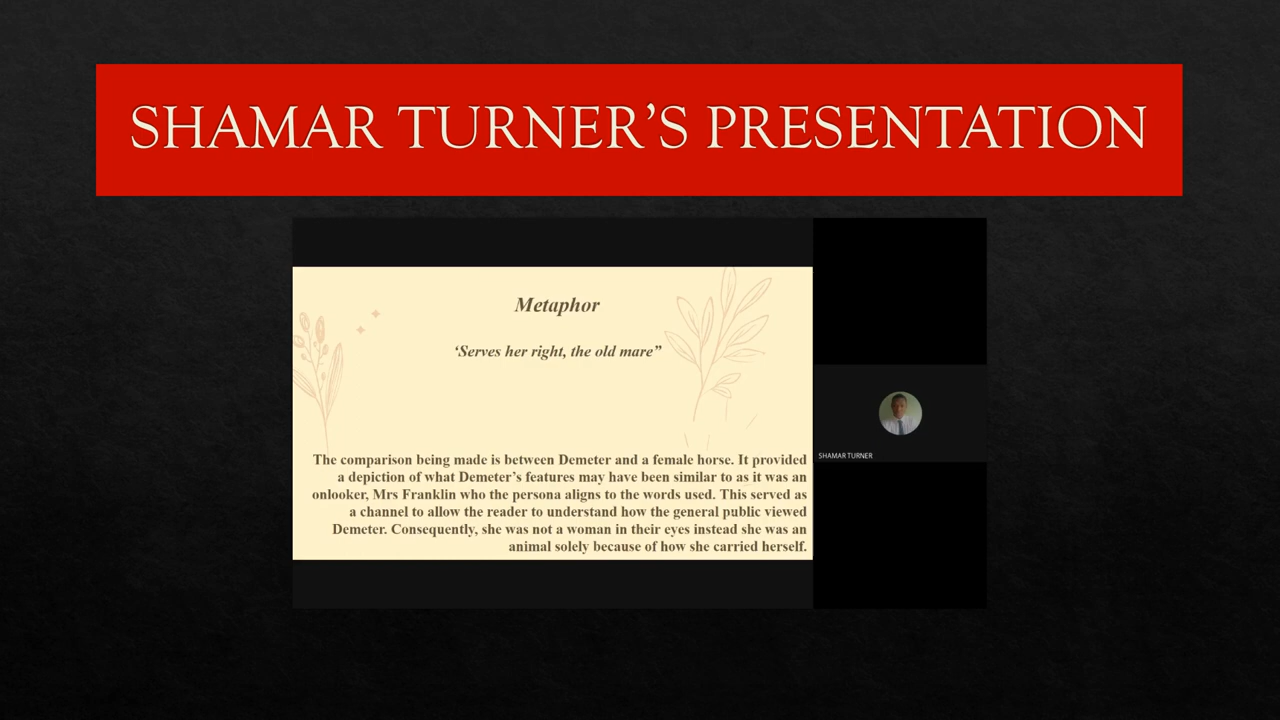 SHAMAR TURNER’S PRESENTATION
Metaphor
‘Serves her right, the old mare”
The comparison being made is between Demeter and a female horse. It provided
a depiction of what Demeter’s features may have been similar to as it was an
onlooker, Mrs Franklin who the persona aligns to the words used. This served as
a channel to allow the reader to understand how the general public viewed
Demeter. Consequently, she was not a woman in their eyes instead she was an
animal solely because of how she carried herself.
SHAMAR TURNER